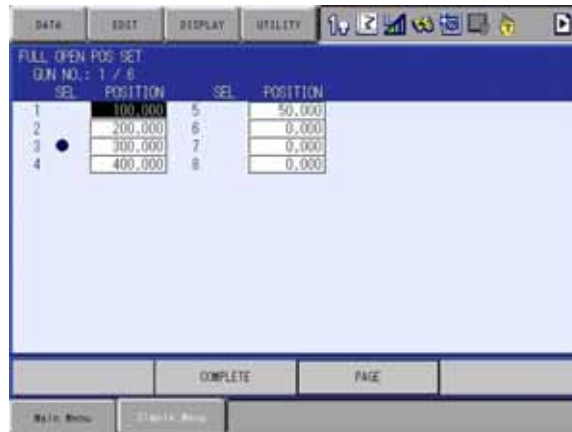 DATA EDIT DISPLAY UTILITY
FULL OPEN POS SET
GUN NO.: 1 / 6
SEL POSITION SEL POSITION
1 100.000 5 50.000
2 200.000 6 0.000
3 ● 300.000 7 0.000
4 400.000 8 0.000
COMPLETE PAGE
Main Menu Simple Menu